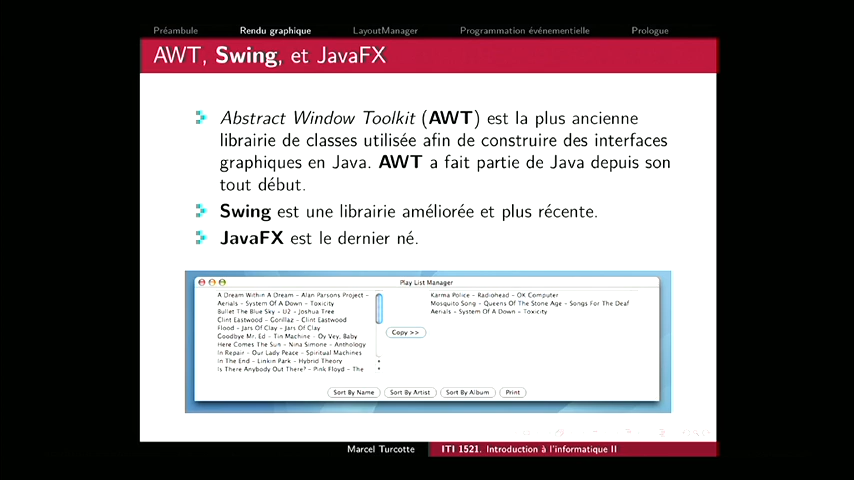 Préambule Rendu graphique LayoutManager Programmation événementielle Prologue
AWT, Swing, et JavaFX
Abstract Window Toolkit (AWT) est la plus ancienne
librairie de classes utilisée afin de construire des interfaces
graphiques en Java. AWT a fait partie de Java depuis son
tout début.
Swing est une librairie améliorée et plus récente.
JavaFX est le dernier né.
Play List Manager
A Dream Within A Dream - Alan Parsons Project -
Aerials - System Of A Down - Toxicity
Bullet The Blue Sky - U2 - Joshua Tree
Clint Eastwood - Gorillaz - Clint Eastwood
Flood - Jars Of Clay - Jars Of Clay
Goodbye Mr. Ed - Tin Machine - Oy Vey, Baby
Here Comes The Sun - Nina Simone - Anthology
In Repair - Our Lady Peace - Spiritual Machines
In The End - Linkin Park - Hybrid Theory
Is There Anybody Out There? - Pink Floyd - The
Copy >>
Karma Police - Radiohead - OK Computer
Mosquito Song - Queens Of The Stone Age - Songs For The Deaf
Aerials - System Of A Down - Toxicity
Sort By Name Sort By Artist Sort By Album Print
Marcel Turcotte ITI 1521. Introduction à l'informatique II